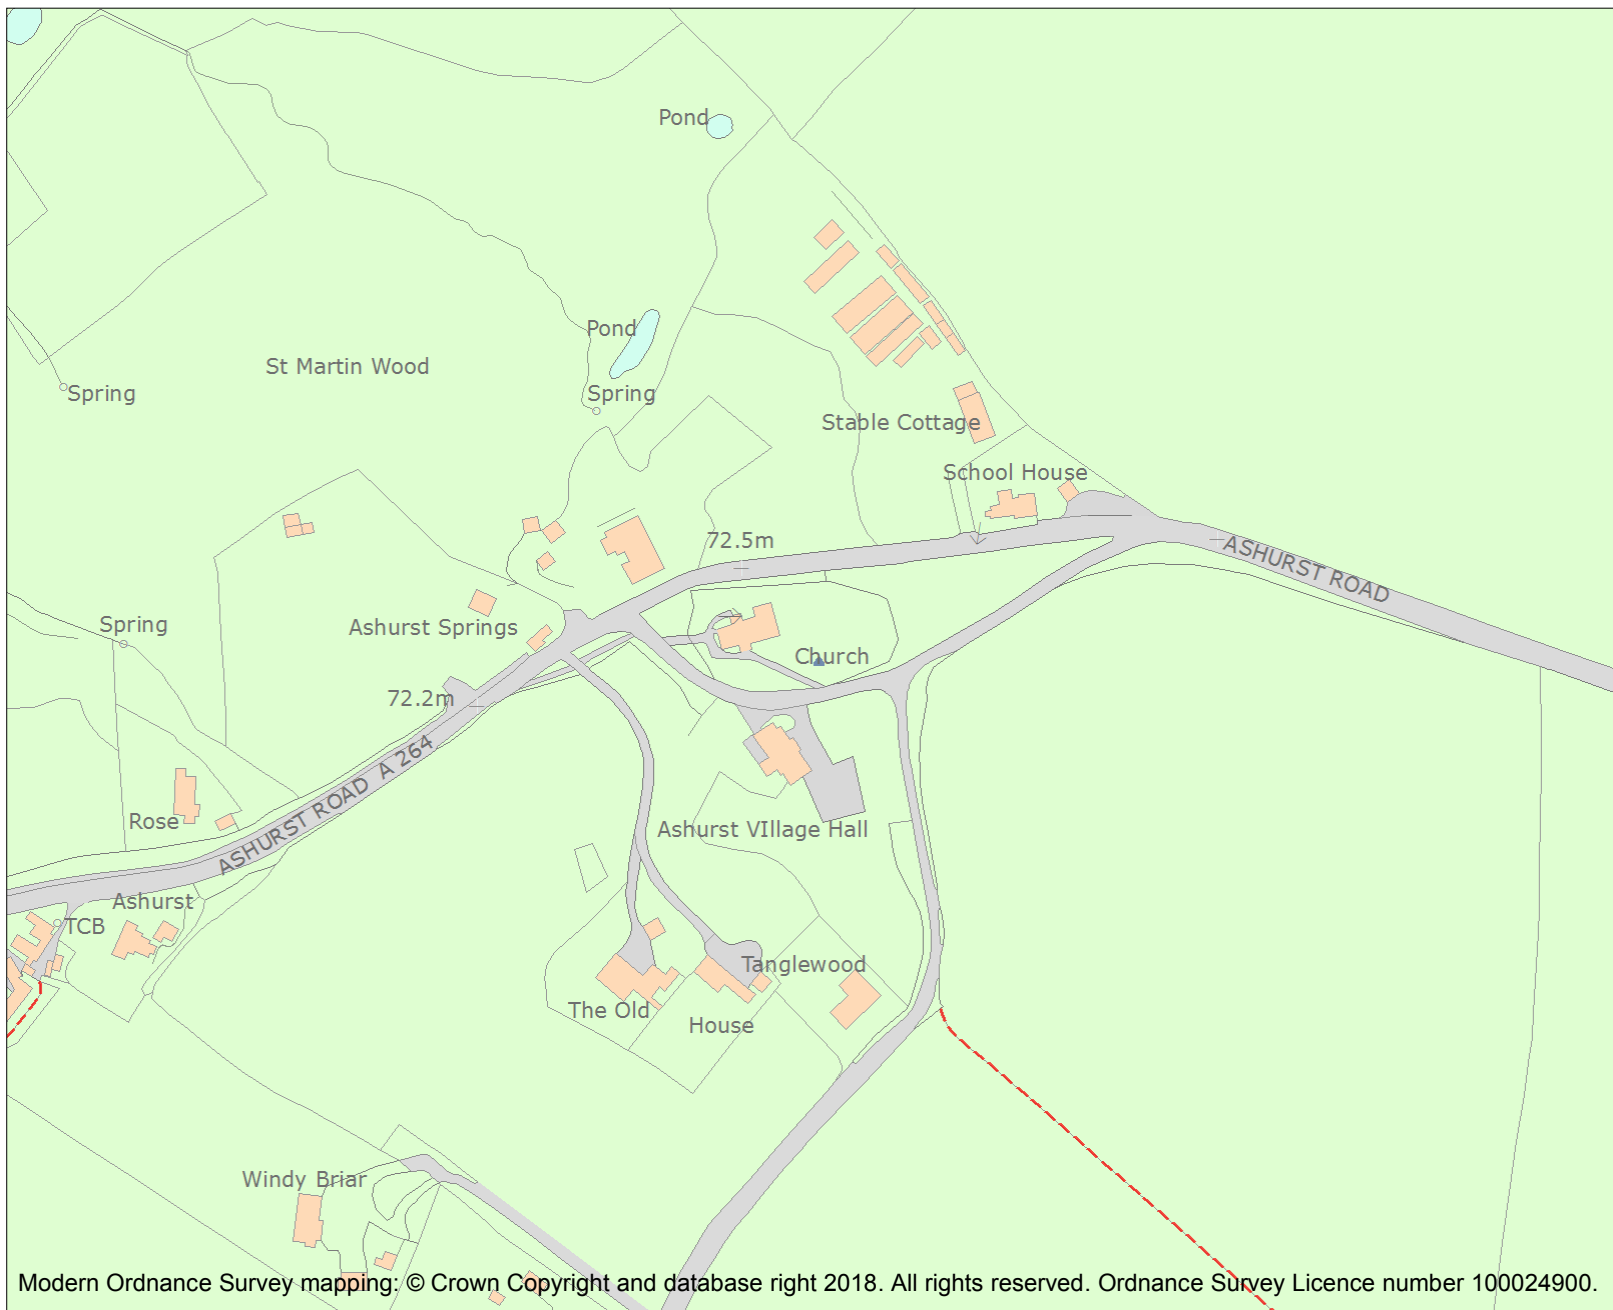 Pond
Pond
St Martin Wood
Spring
Spring
Stable Cottage
School House
72.5m
ASHURST ROAD
Spring
Ashurst Springs
Church
72.2m
ASHURST ROAD A 264
Rose
Ashurst VIllage Hall
Ashurst
TCB
Tanglewood
The Old
House
Windy Briar
Modern Ordnance Survey mapping: © Crown Copyright and database right 2018. All rights reserved. Ordnance Survey Licence number 100024900.